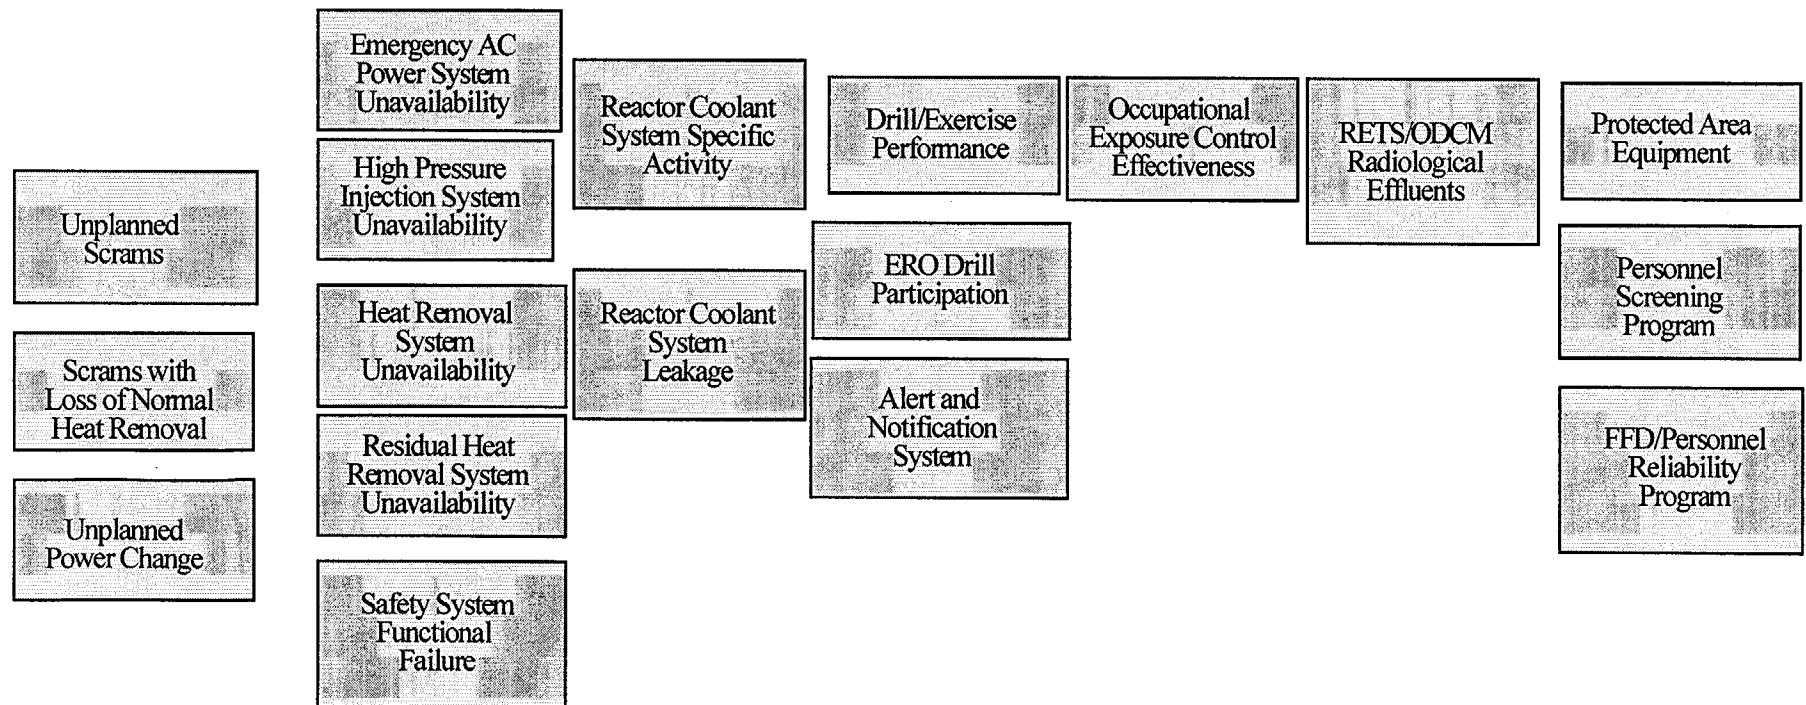 Unplanned
Scrams
Scrams with
Loss of Normal
Heat Removal
Unplanned
Power Change
Emergency AC
Power System
Unavailability
High Pressure
Injection System
Unavailability
Heat Removal
System
Unavailability
Residual Heat
Removal System
Unavailability
Safety System
Functional
Failure
Reactor Coolant
System Specific
Activity
Reactor Coolant
System
Leakage
Drill/Exercise
Performance
ERO Drill
Participation
Alert and
Notification
System
Occupational
Exposure Control
Effectiveness
RETS/ODCM
Radiological
Effluents
Protected Area
Equipment
Personnel
Screening
Program
FFD/Personnel
Reliability
Program